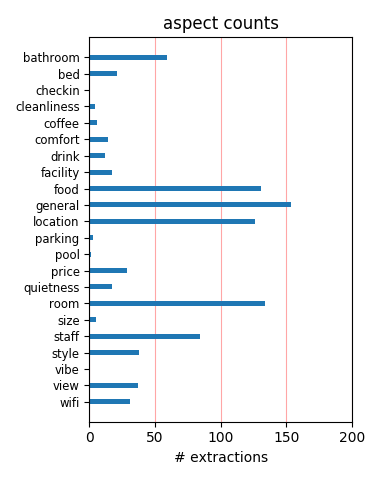 aspect counts
bathroom
bed
checkin
cleanliness
coffee
comfort
drink
facility
food
general
location
parking
pool
price
quietness
room
size
staff
style
vibe
view
wifi
0 50 100 150 200
# extractions